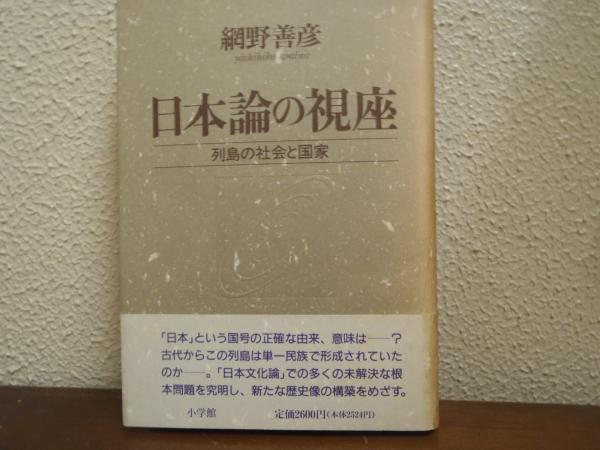 網野善彦
yoshihiko amino
日本論の視座
列島の社会と国家
「日本」という国号の正確な由来、意味は——?
古代からこの列島は単一民族で形成されていた
のか——。「日本文化論」での多くの未解決な根
本問題を究明し、新たな歴史像の構築をめざす。
小学館 定価2600円(本体2524円)